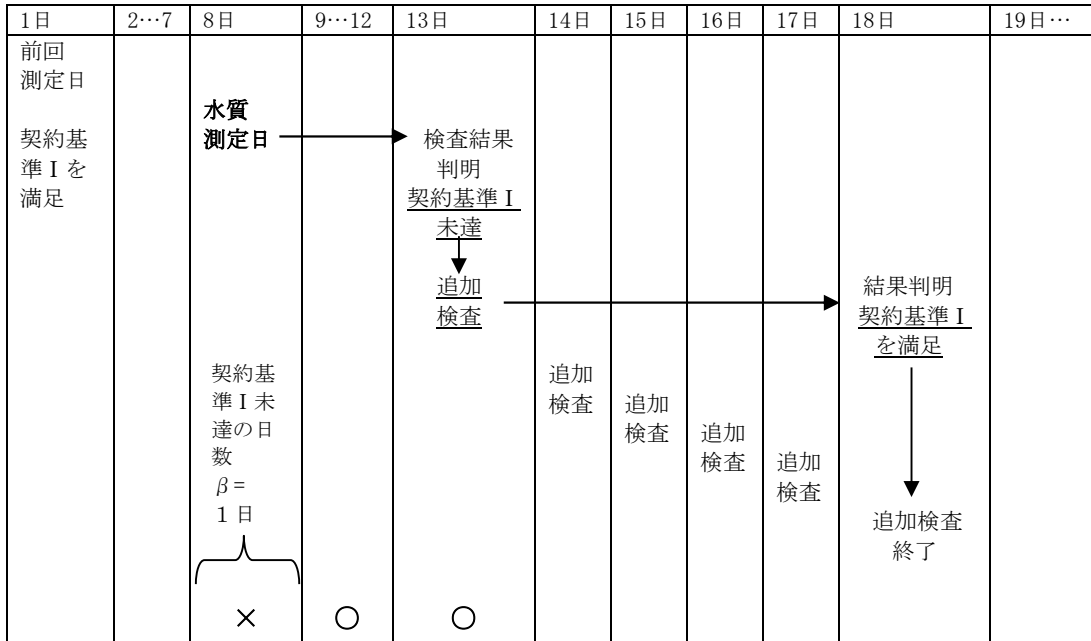 1日 2…7 8日 9…12 13日 14日 15日 16日 17日 18日 19日…
前回
測定日
契約基
準Ⅰを
満足
水質
測定日
検査結果
判明
契約基準Ⅰ
未達
追加
検査
結果判明
契約基準Ⅰ
を満足
契約基
準Ⅰ未
達の日
数
β=
1 日
追加
検査
追加
検査
追加
検査
追加
検査
追加検査
終了
× ○ ○